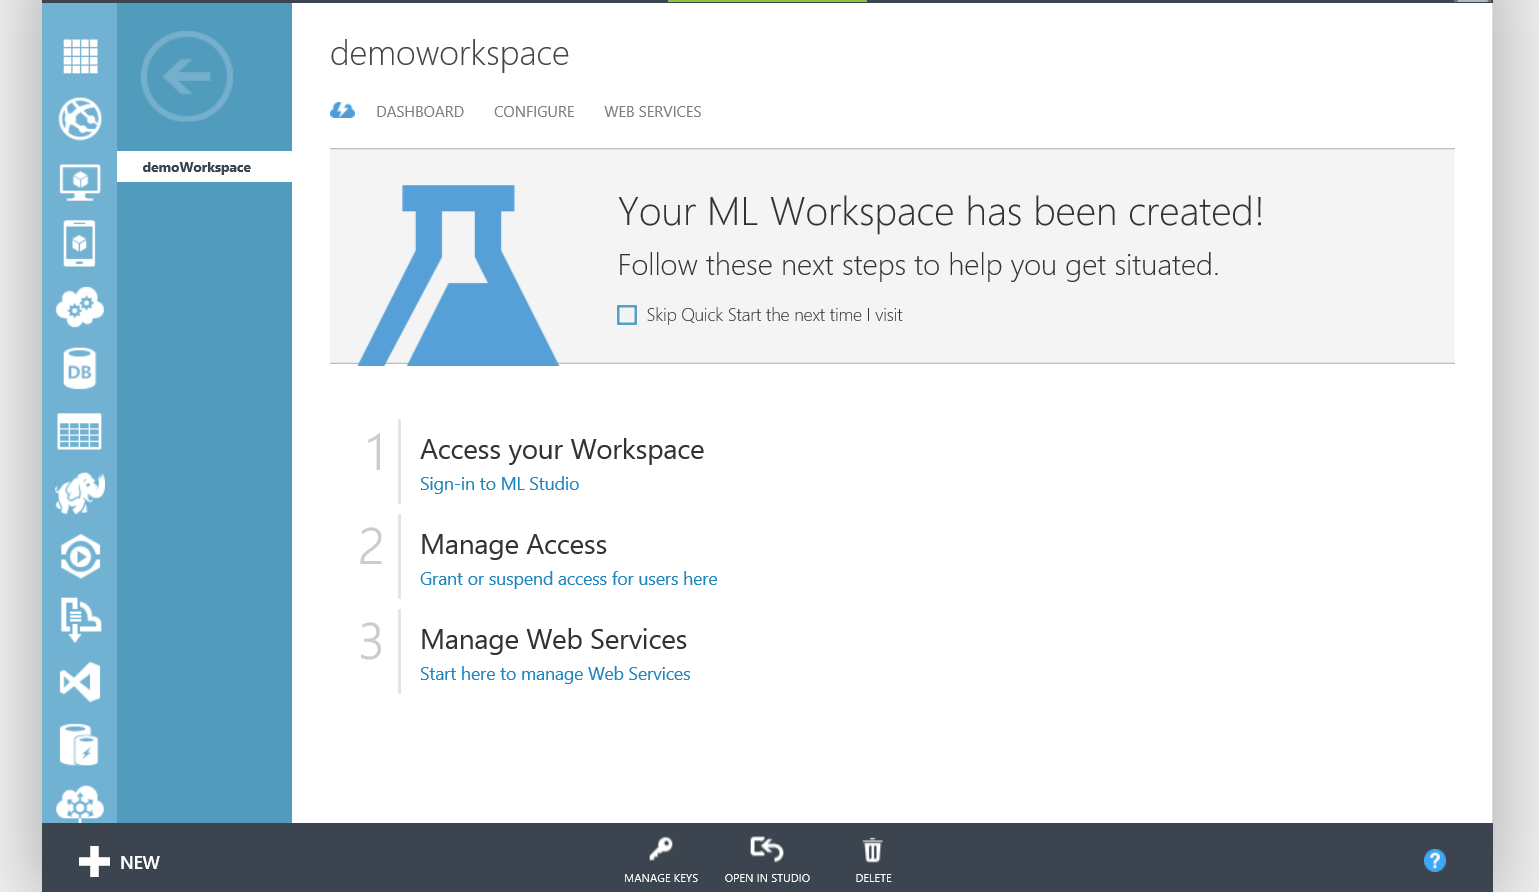 demoworkspace
DASHBOARD CONFIGURE WEB SERVICES
demoWorkspace
Your ML Workspace has been created!
Follow these next steps to help you get situated.
Skip Quick Start the next time I visit
1 Access your Workspace
Sign-in to ML Studio
2 Manage Access
Grant or suspend access for users here
3 Manage Web Services
Start here to manage Web Services
DB
NEW
MANAGE KEYS OPEN IN STUDIO DELETE
?